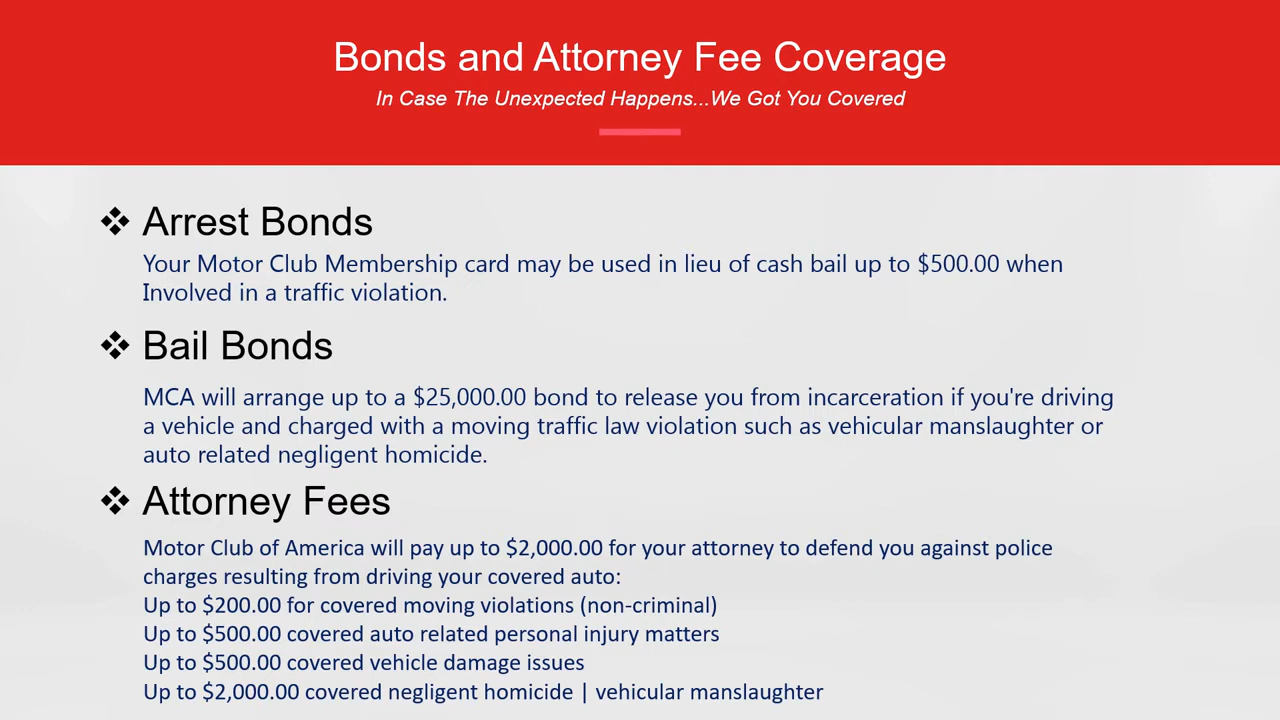 Bonds and Attorney Fee Coverage
In Case The Unexpected Happens...We Got You Covered
❖ Arrest Bonds
Your Motor Club Membership card may be used in lieu of cash bail up to $500.00 when
Involved in a traffic violation.
❖ Bail Bonds
MCA will arrange up to a $25,000.00 bond to release you from incarceration if you're driving
a vehicle and charged with a moving traffic law violation such as vehicular manslaughter or
auto related negligent homicide.
❖ Attorney Fees
Motor Club of America will pay up to $2,000.00 for your attorney to defend you against police
charges resulting from driving your covered auto:
Up to $200.00 for covered moving violations (non-criminal)
Up to $500.00 covered auto related personal injury matters
Up to $500.00 covered vehicle damage issues
Up to $2,000.00 covered negligent homicide | vehicular manslaughter